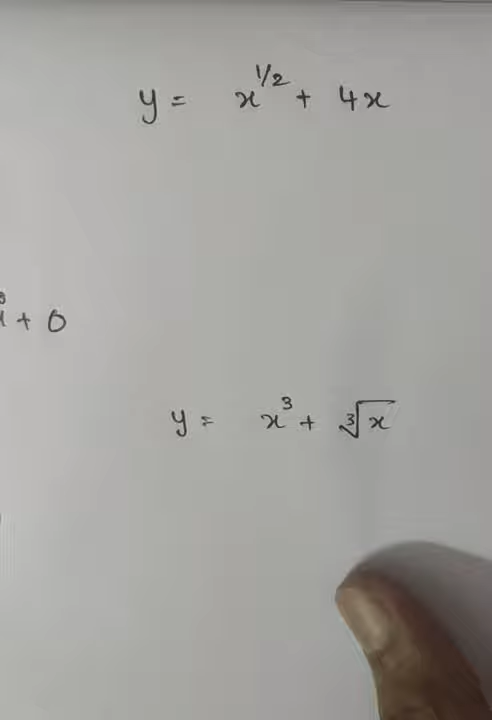 y = x^{1/2} + 4x
+ 0
y = x^3 + ∛x